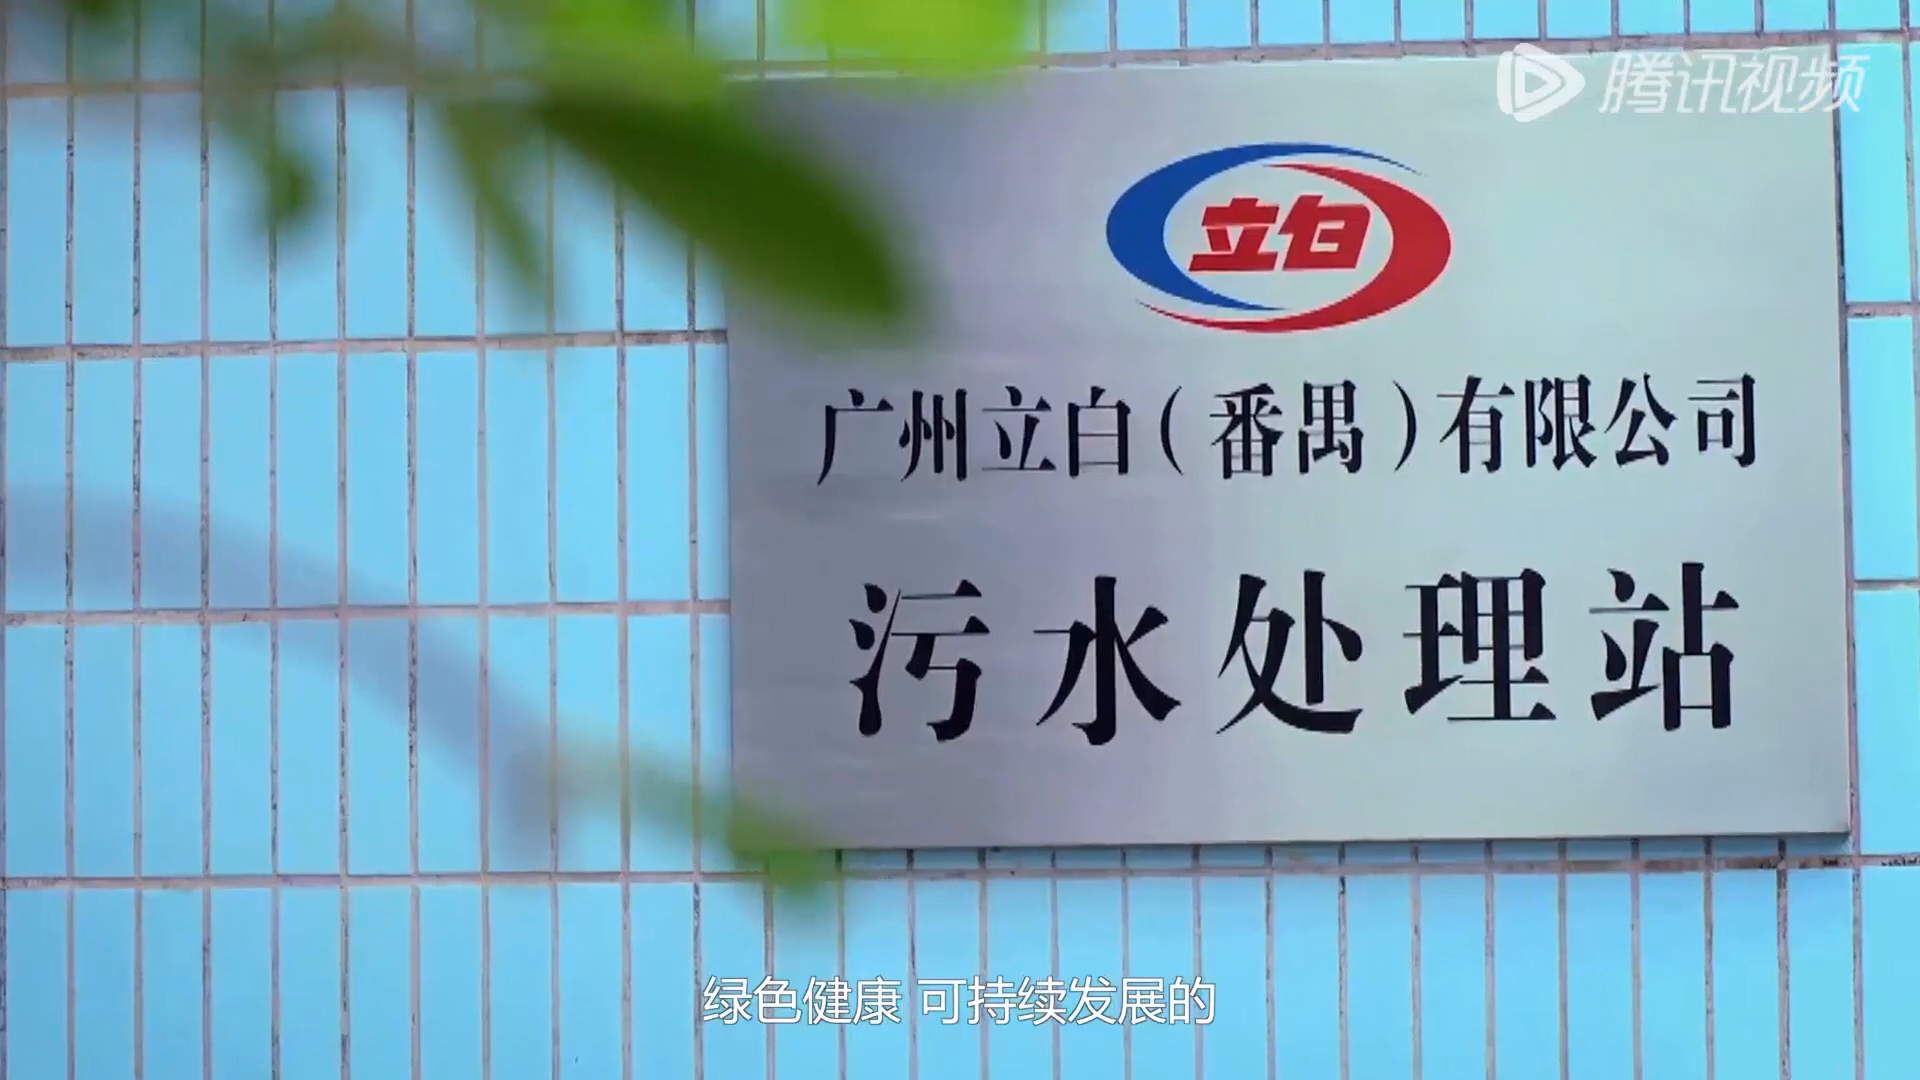 腾讯视频
立白
广州立白（番禺）有限公司
污水处理站
绿色健康 可持续发展的